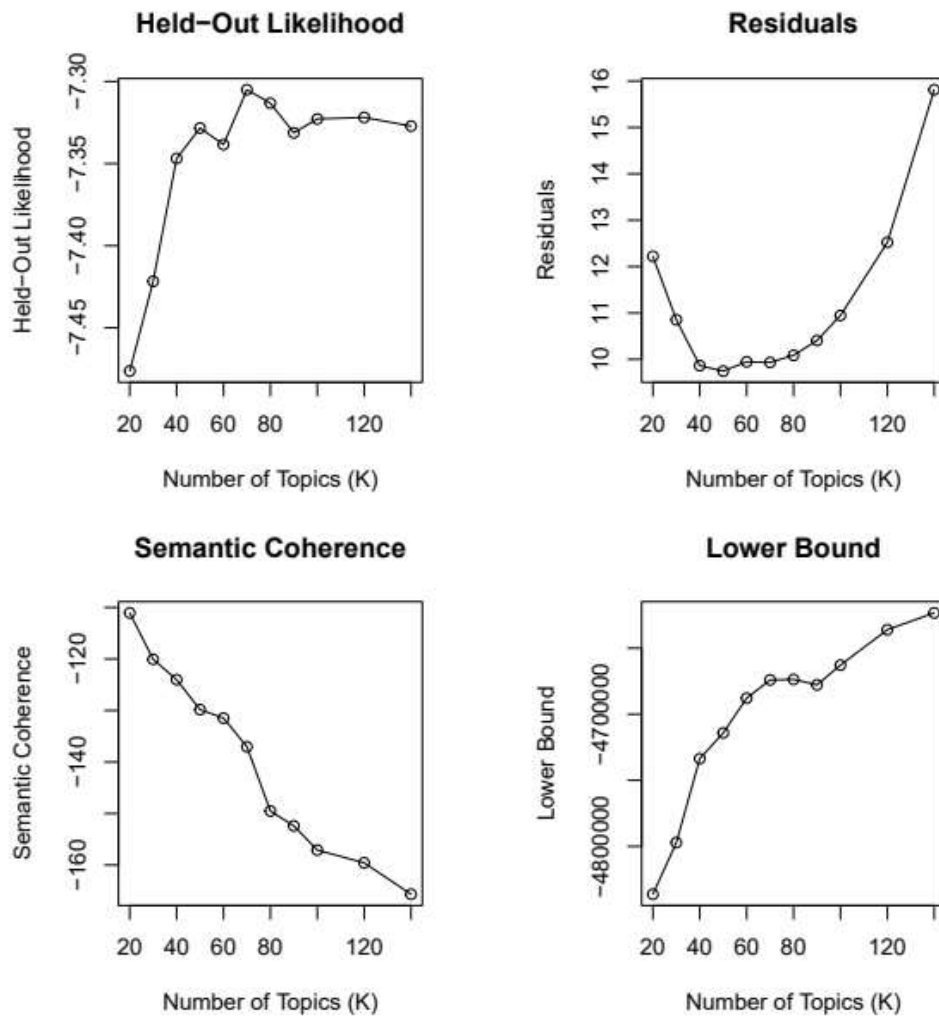 Held−Out Likelihood
Held−Out Likelihood
−7.30
−7.35
−7.40
−7.45
20 40 60 80 120
Number of Topics (K)
Residuals
Residuals
16
15
14
13
12
11
10
20 40 60 80 120
Number of Topics (K)
Semantic Coherence
Semantic Coherence
−120
−140
−160
20 40 60 80 120
Number of Topics (K)
Lower Bound
Lower Bound
−4700000
−4800000
20 40 60 80 120
Number of Topics (K)